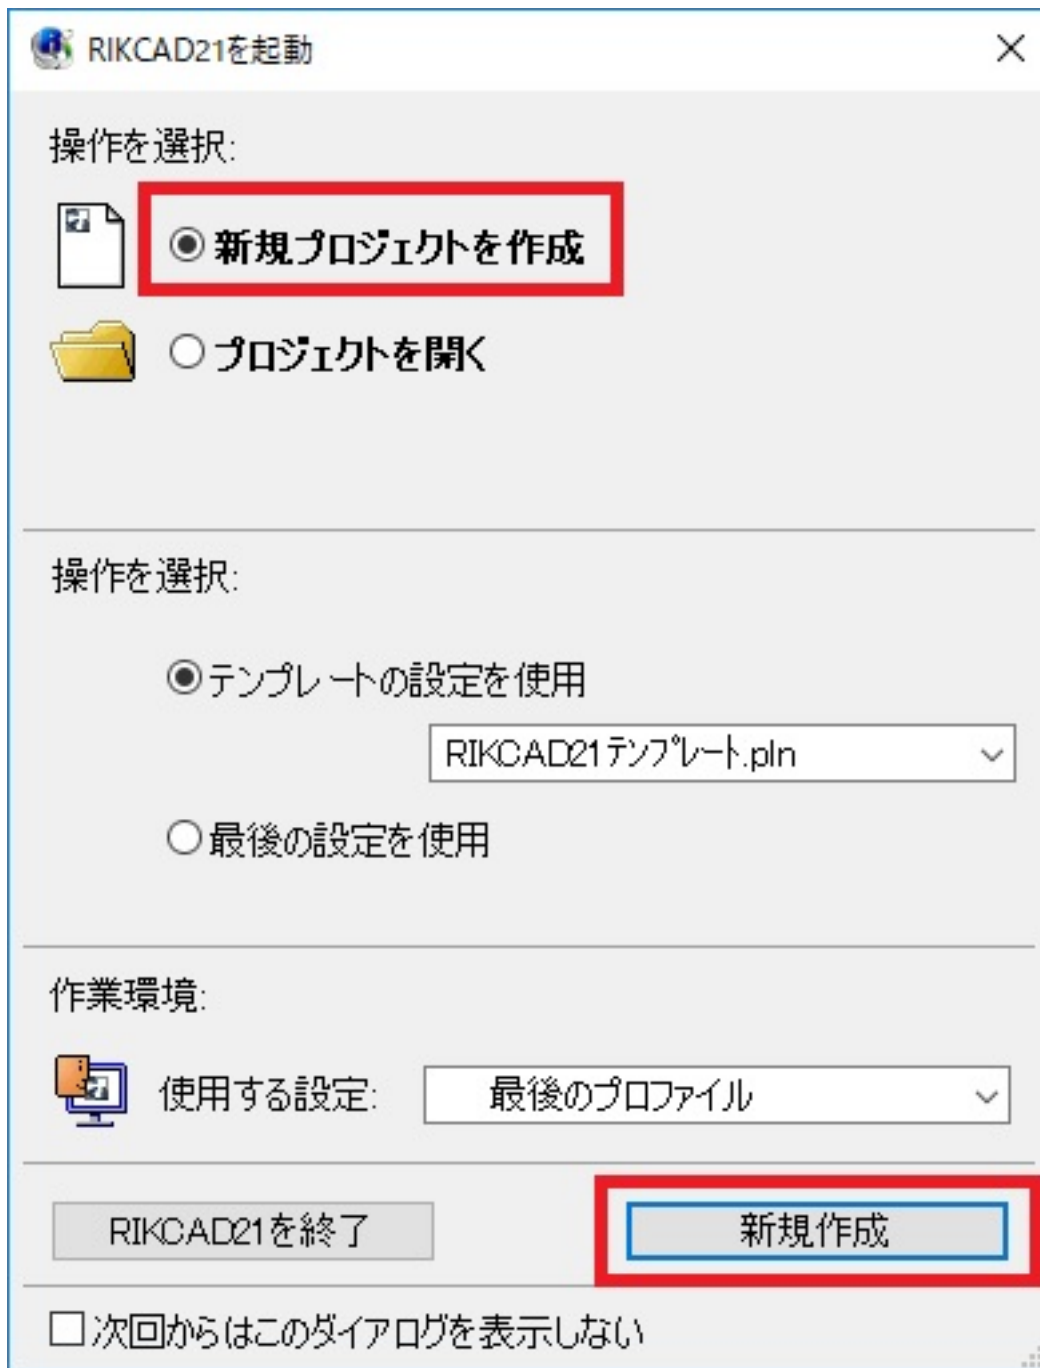 RIKCAD21を起動
操作を選択:
新規プロジェクトを作成
プロジェクトを開く
操作を選択:
テンプレートの設定を使用
RIKCAD21テンプレート.pln
最後の設定を使用
作業環境:
使用する設定: 最後のプロファイル
RIKCAD21を終了 新規作成
次回からはこのダイアログを表示しない